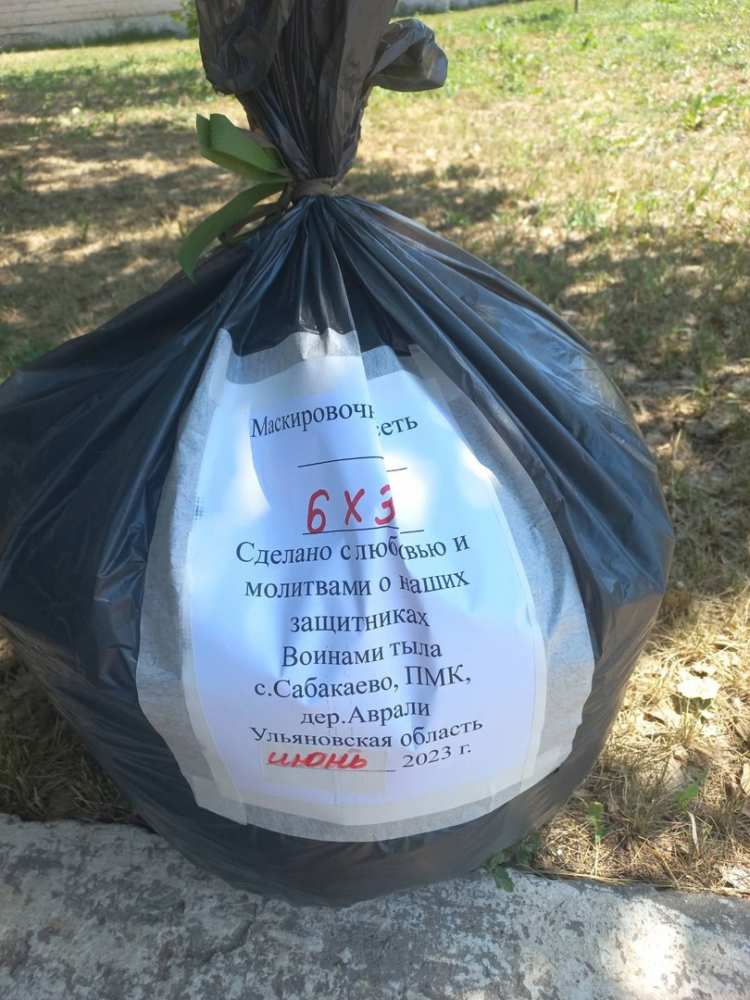 Маскировочн сеть
6 х 3
Сделано с любовью и
молитвами о наших
защитниках
Воинами тыла
с.Сабакаево, ПМК,
дер.Аврали
Ульяновская область
июнь 2023 г.